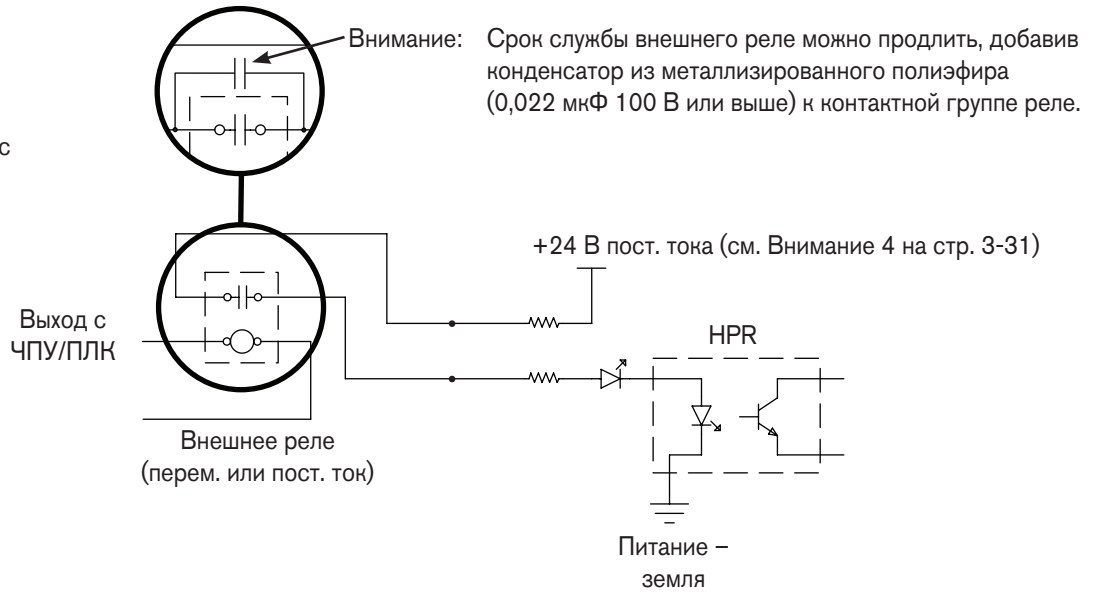 Внимание: Срок службы внешнего реле можно продлить, добавив
конденсатор из металлизированного полиэфира
(0,022 мкФ 100 В или выше) к контактной группе реле.
с
+24 В пост. тока (см. Внимание 4 на стр. 3-31)
Выход с
ЧПУ/ПЛК
HPR
Внешнее реле
(перем. или пост. ток)
Питание –
земля